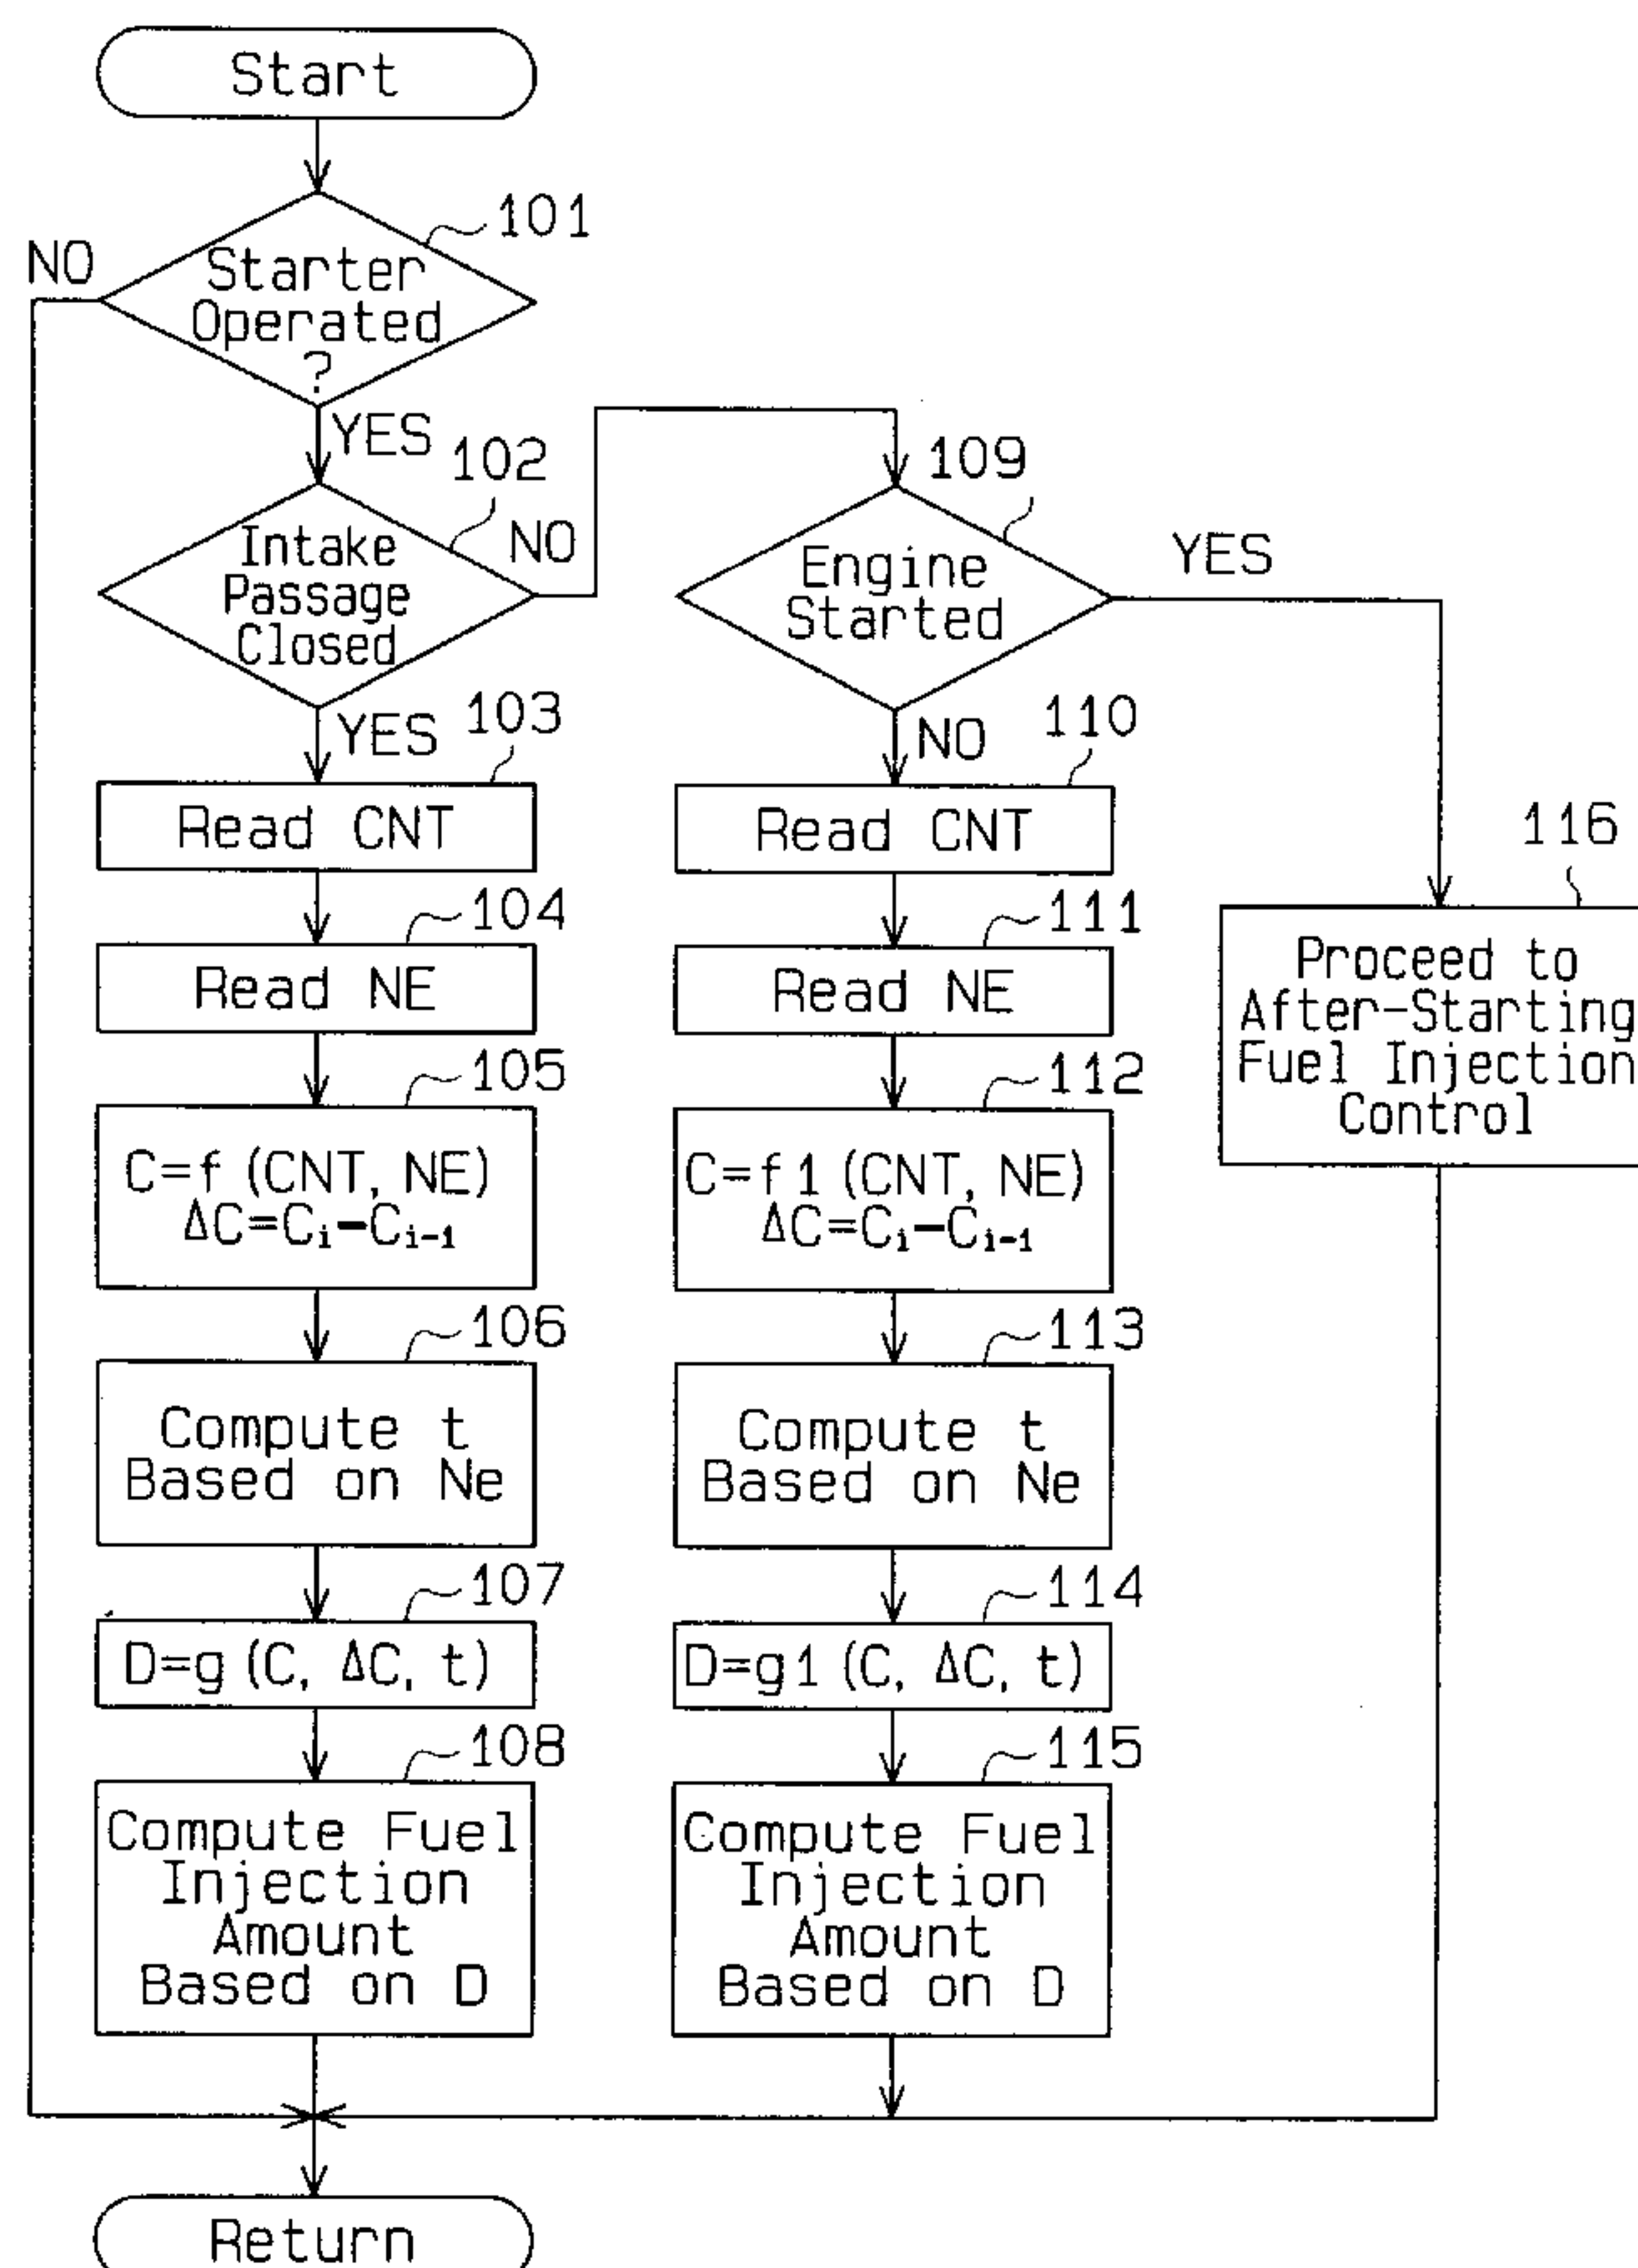 Start
101
NO
Starter
Operated
?
YES
102
NO
Intake
Passage
Closed
109
Engine
Started
YES
YES
103
Read CNT
NO
110
Read CNT
116
Proceed to
After-Starting
Fuel Injection
Control
104
Read NE
111
Read NE
105
C=f (CNT, NE)
ΔC=Cᵢ-Cᵢ₋₁
112
C=f1 (CNT, NE)
ΔC=Cᵢ-Cᵢ₋₁
106
Compute t
Based on Ne
113
Compute t
Based on Ne
107
D=g (C, ΔC, t)
114
D=g1 (C, ΔC, t)
108
Compute Fuel
Injection
Amount
Based on D
115
Compute Fuel
Injection
Amount
Based on D
Return